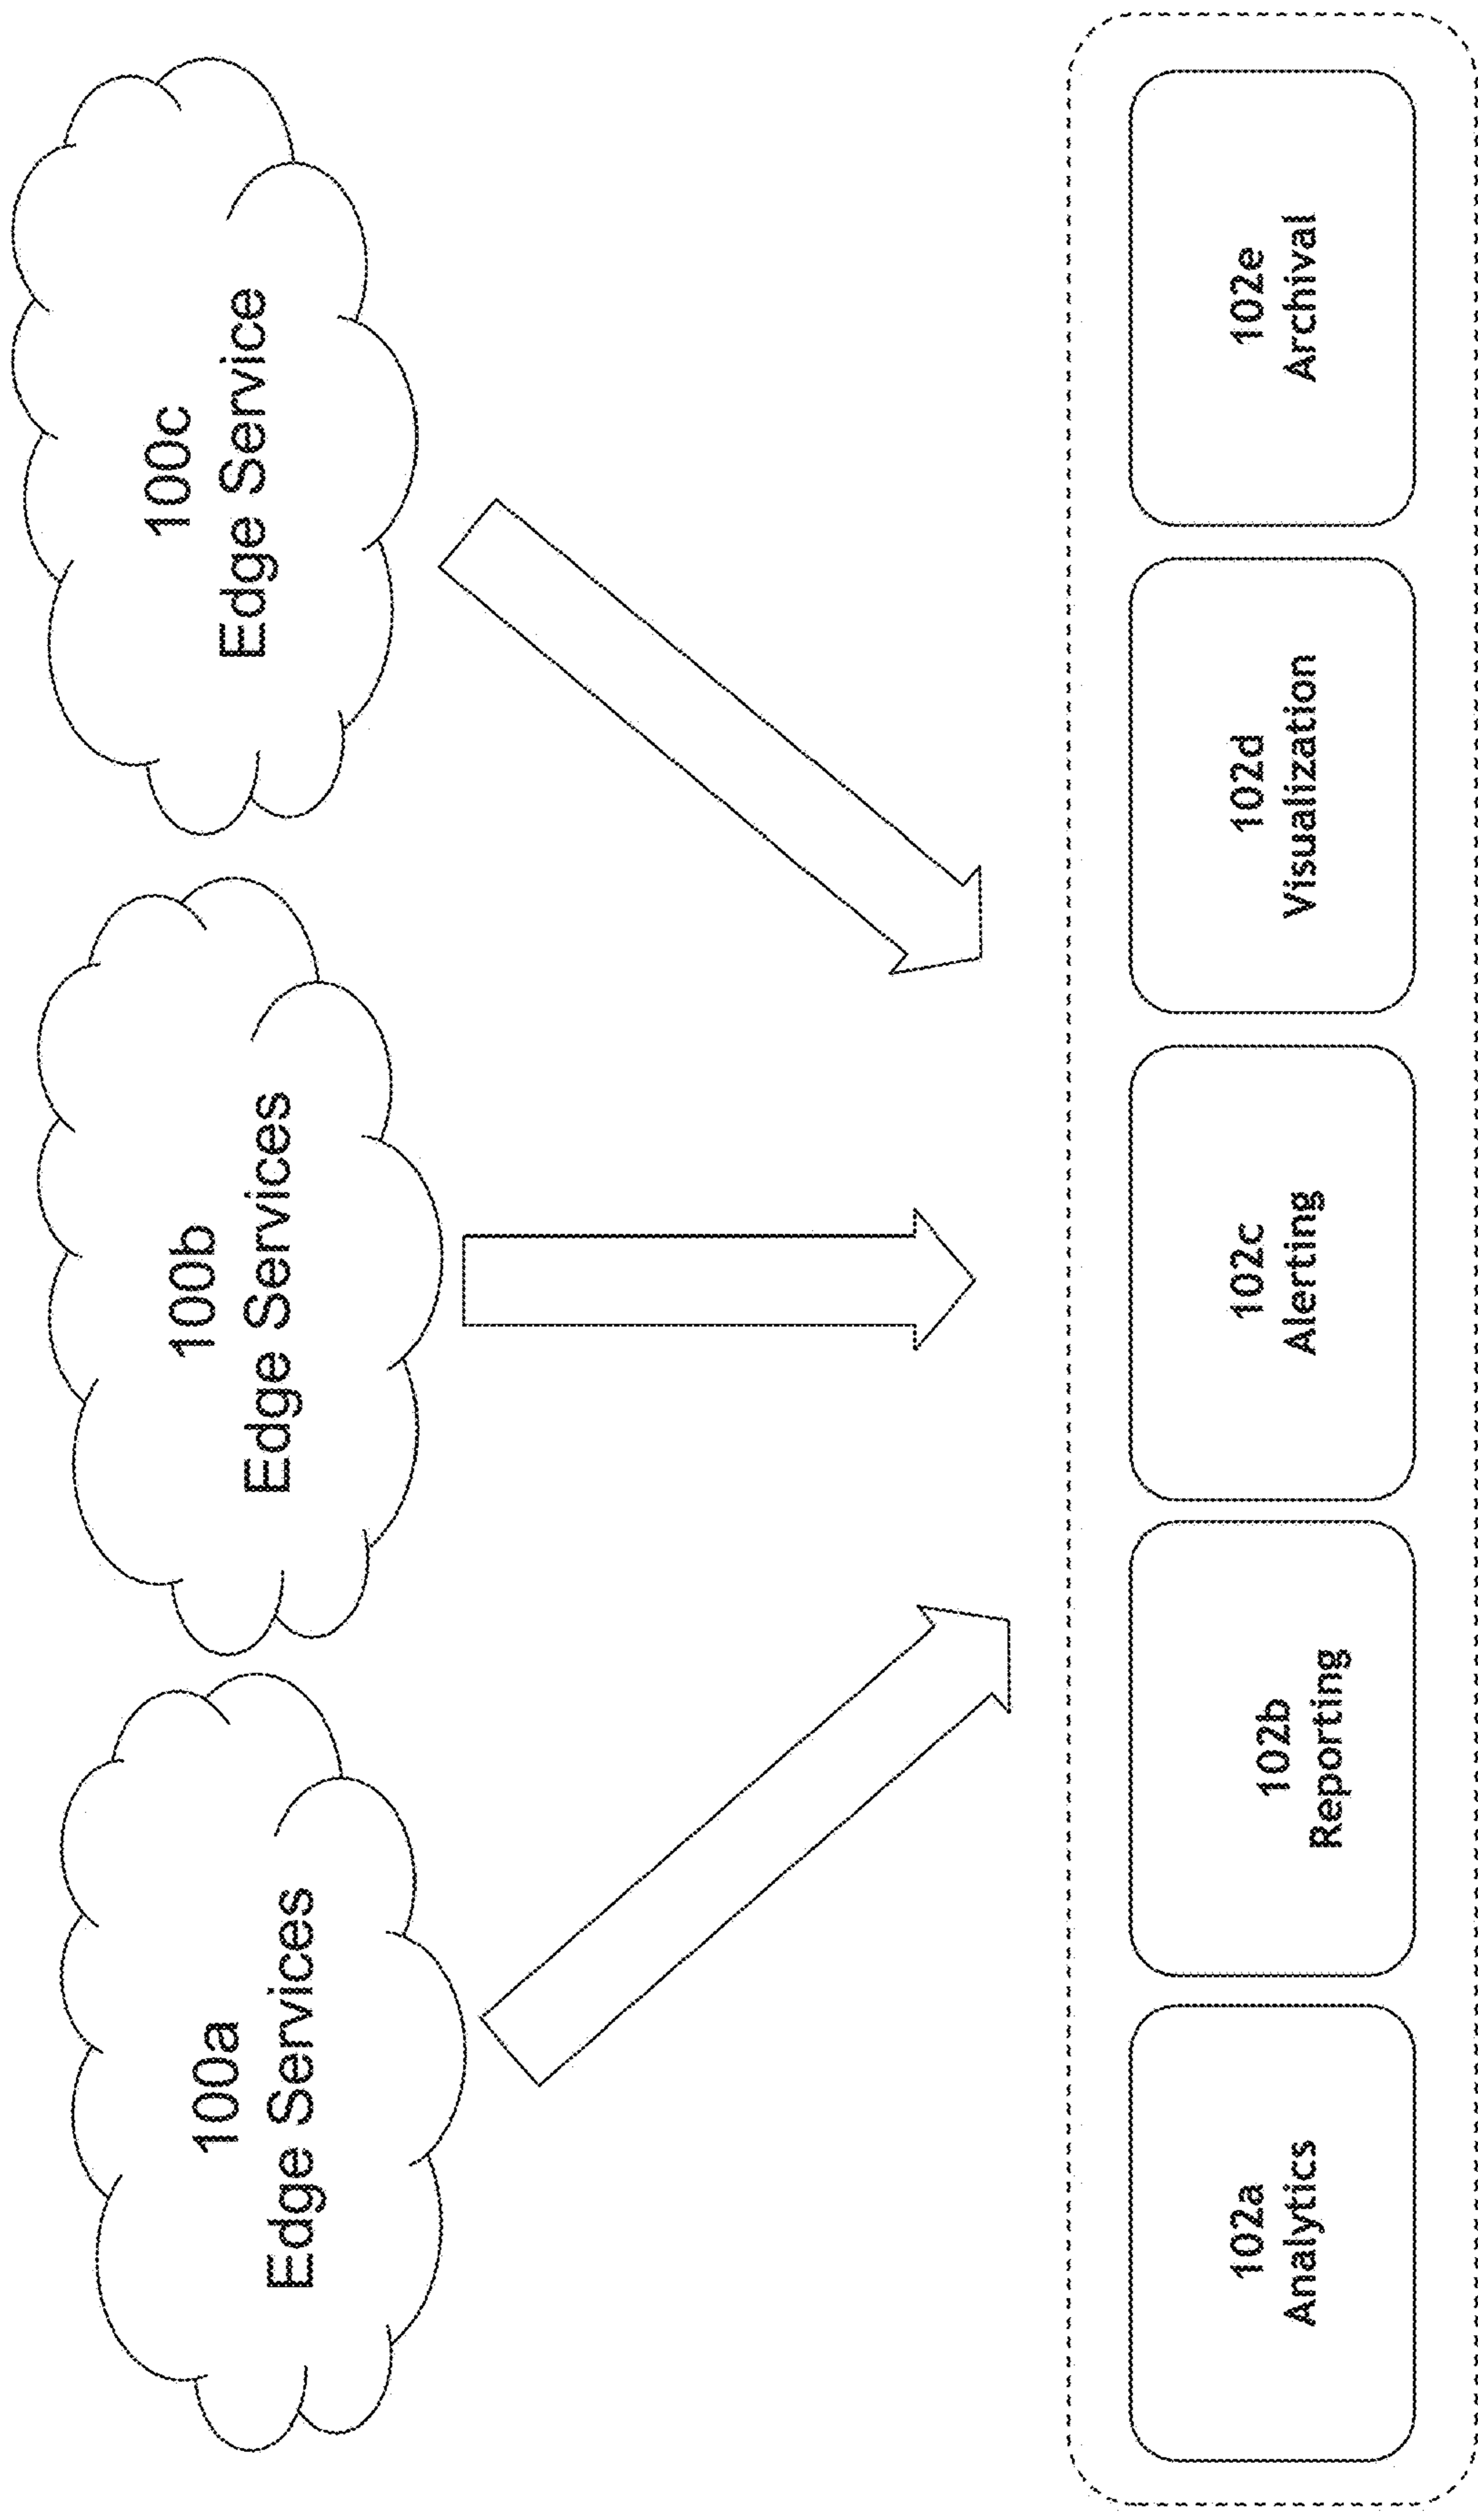 100a
Edge Services
100b
Edge Services
100c
Edge Service
102a
Analytics
102b
Reporting
102c
Alerting
102d
Visualization
102e
Archival